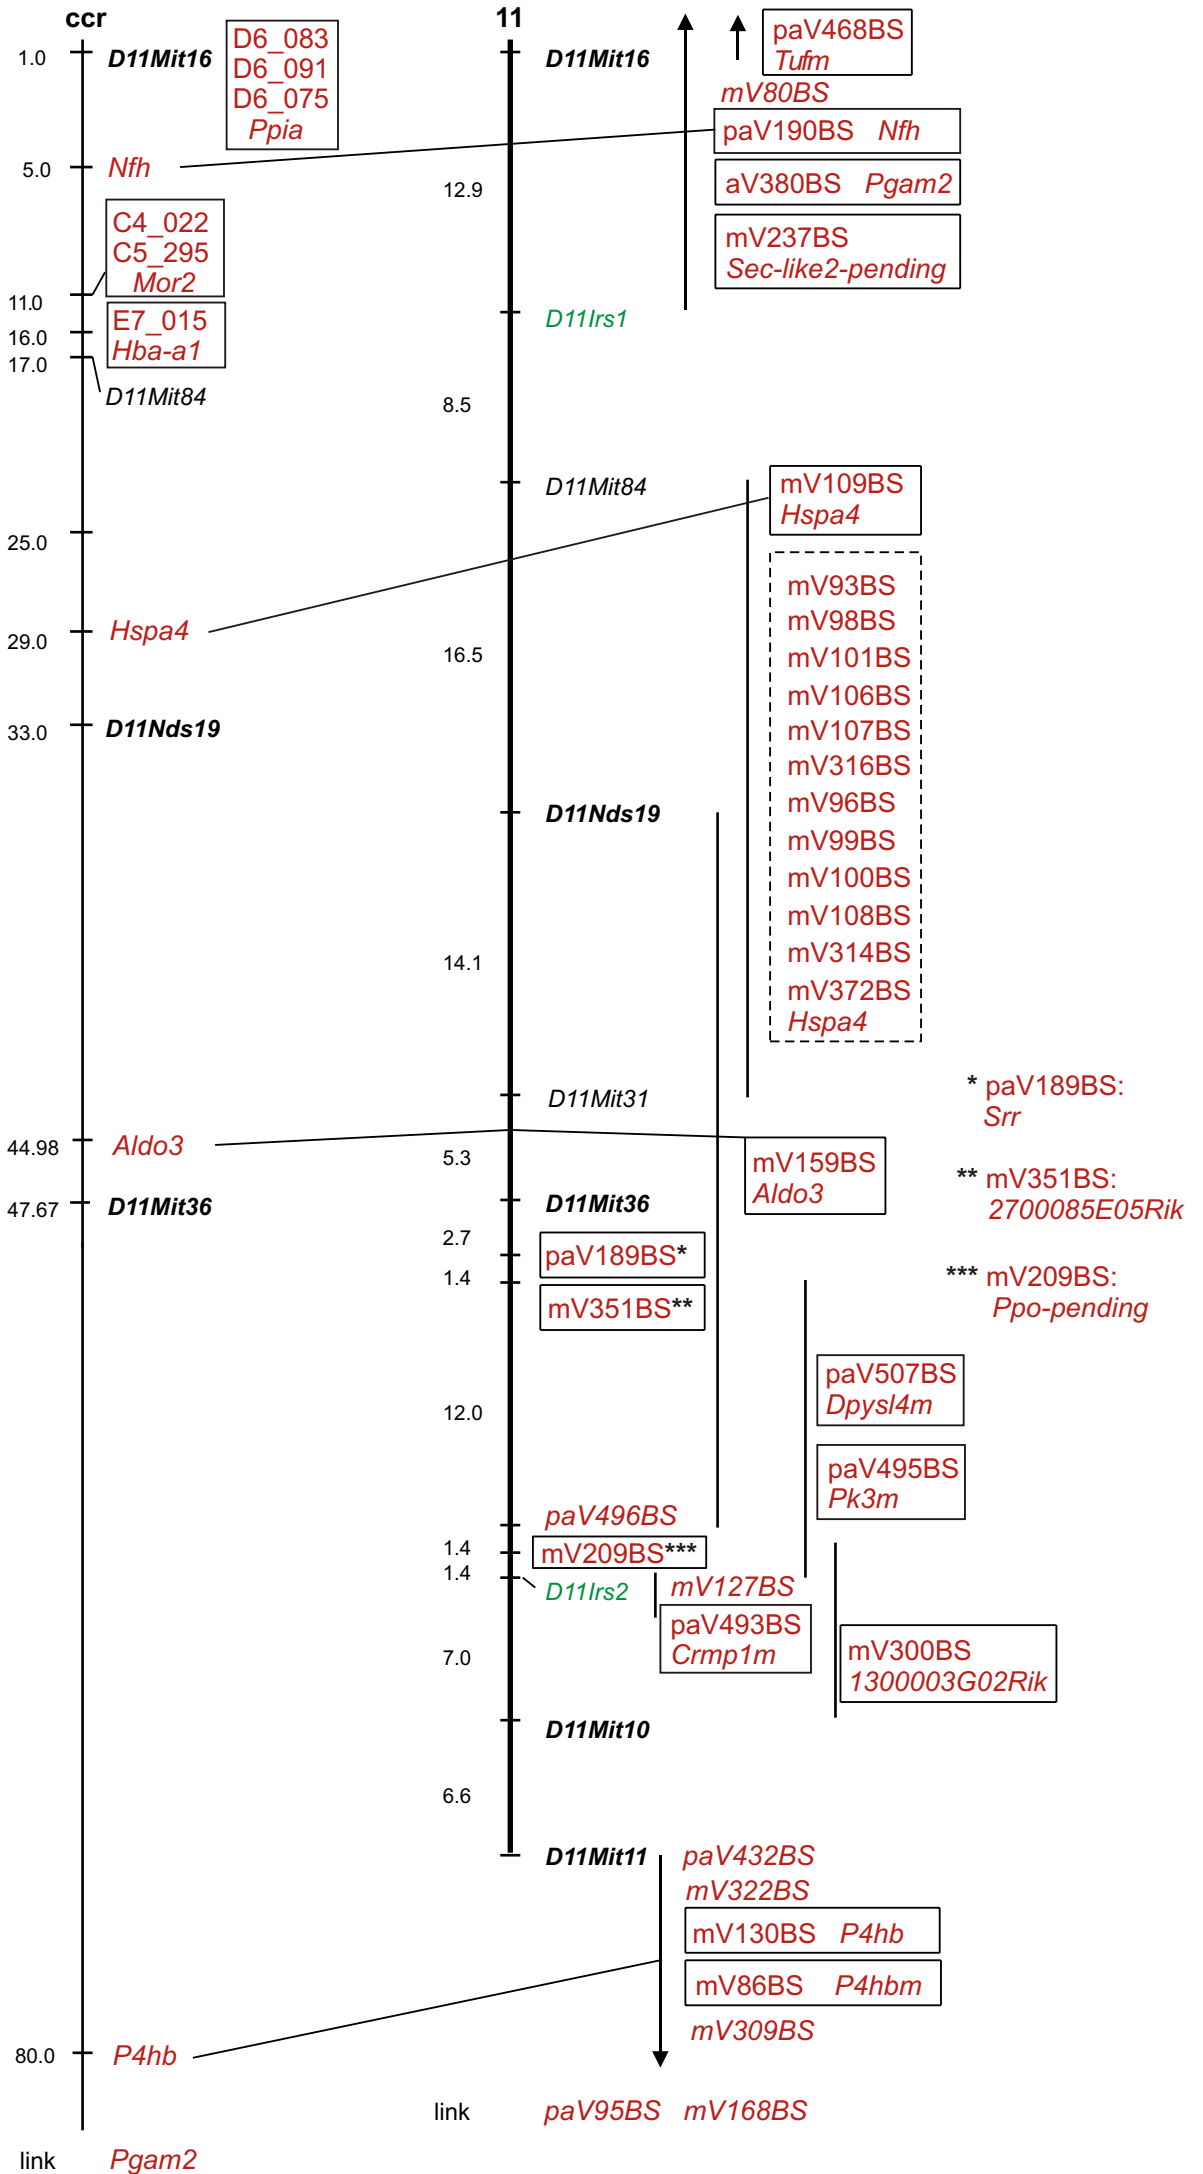 ccr
1.0
D11Mit16
D6_083
D6_091
D6_075
Ppia
5.0
Nfh
C4_022
C5_295
Mor2
11.0
E7_015
Hba-a1
16.0
17.0
D11Mit84
25.0
29.0
Hspa4
33.0
D11Nds19
44.98
Aldo3
47.67
D11Mit36
80.0
P4hb
link
Pgam2
11
D11Mit16
12.9
D11Irs1
8.5
D11Mit84
16.5
D11Nds19
14.1
D11Mit31
5.3
D11Mit36
2.7
paV189BS*
1.4
mV351BS**
12.0
paV496BS
1.4
mV209BS***
1.4
D11Irs2
7.0
D11Mit10
6.6
D11Mit11
link
paV95BS mV168BS
paV468BS
Tufm
mV80BS
paV190BS Nfh
aV380BS Pgam2
mV237BS
Sec-like2-pending
mV109BS
Hspa4
mV93BS
mV98BS
mV101BS
mV106BS
mV107BS
mV316BS
mV96BS
mV99BS
mV100BS
mV108BS
mV314BS
mV372BS
Hspa4
mV159BS
Aldo3
paV507BS
Dpysl4m
paV495BS
Pk3m
mV127BS
paV493BS
Crmp1m
mV300BS
1300003G02Rik
paV432BS
mV322BS
mV130BS P4hb
mV86BS P4hbm
mV309BS
* paV189BS:
Srr
** mV351BS:
2700085E05Rik
*** mV209BS:
Ppo-pending